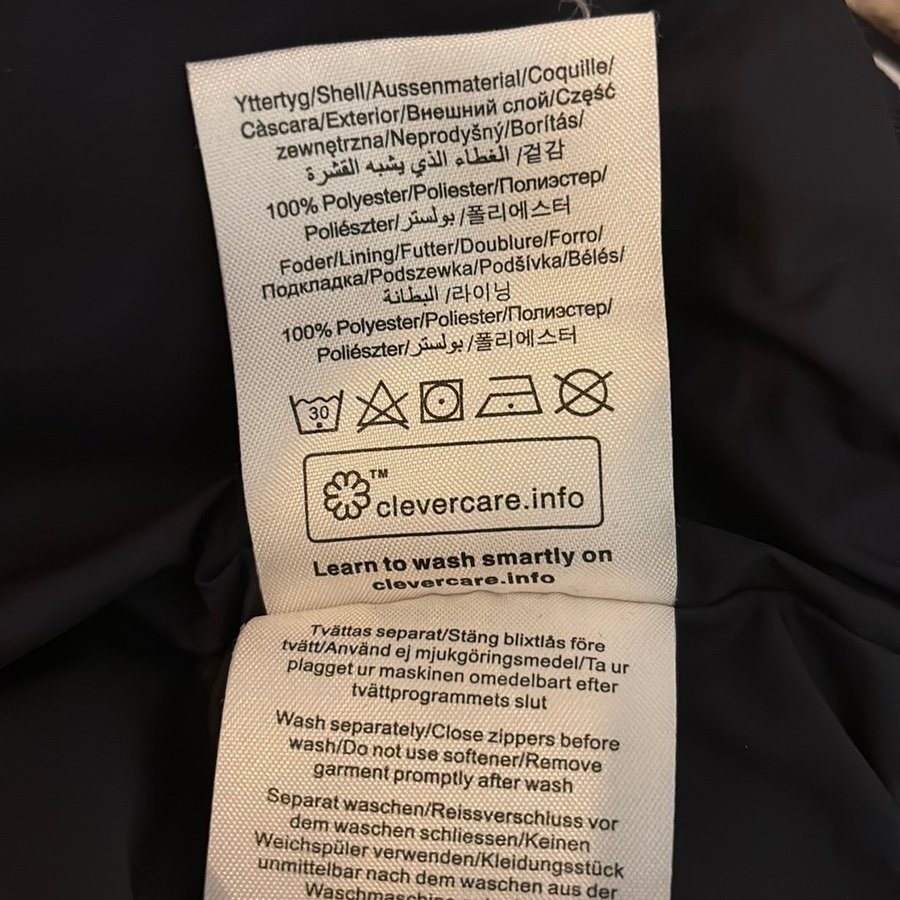 Yttertyg/Shell/Aussenmaterial/Coquille/
Càscara/Exterior/Внешний слой/Część
zewnętrzna/Neprodyšný/Borítás/
الغطاء الذي يشبه القشرة/겉감
100% Polyester/Poliester/Полиэстер/
Poliészter/بولستر/폴리에스터
Foder/Lining/Futter/Doublure/Forro/
Подкладка/Podszewka/Podšívka/Bélés/
البطانة/라이닝
100% Polyester/Poliester/Полиэстер/
Poliészter/بولستر/폴리에스터
30
TM
clevercare.info
Learn to wash smartly on
clevercare.info
Tvättas separat/Stäng blixtlås före
tvätt/Använd ej mjukgöringsmedel/Ta ur
plagget ur maskinen omedelbart efter
tvättprogrammets slut
Wash separately/Close zippers before
wash/Do not use softener/Remove
garment promptly after wash
Separat waschen/Reissverschluss vor
dem waschen schliessen/Keinen
Weichspüler verwenden/Kleidungsstück
unmittelbar nach dem waschen aus der